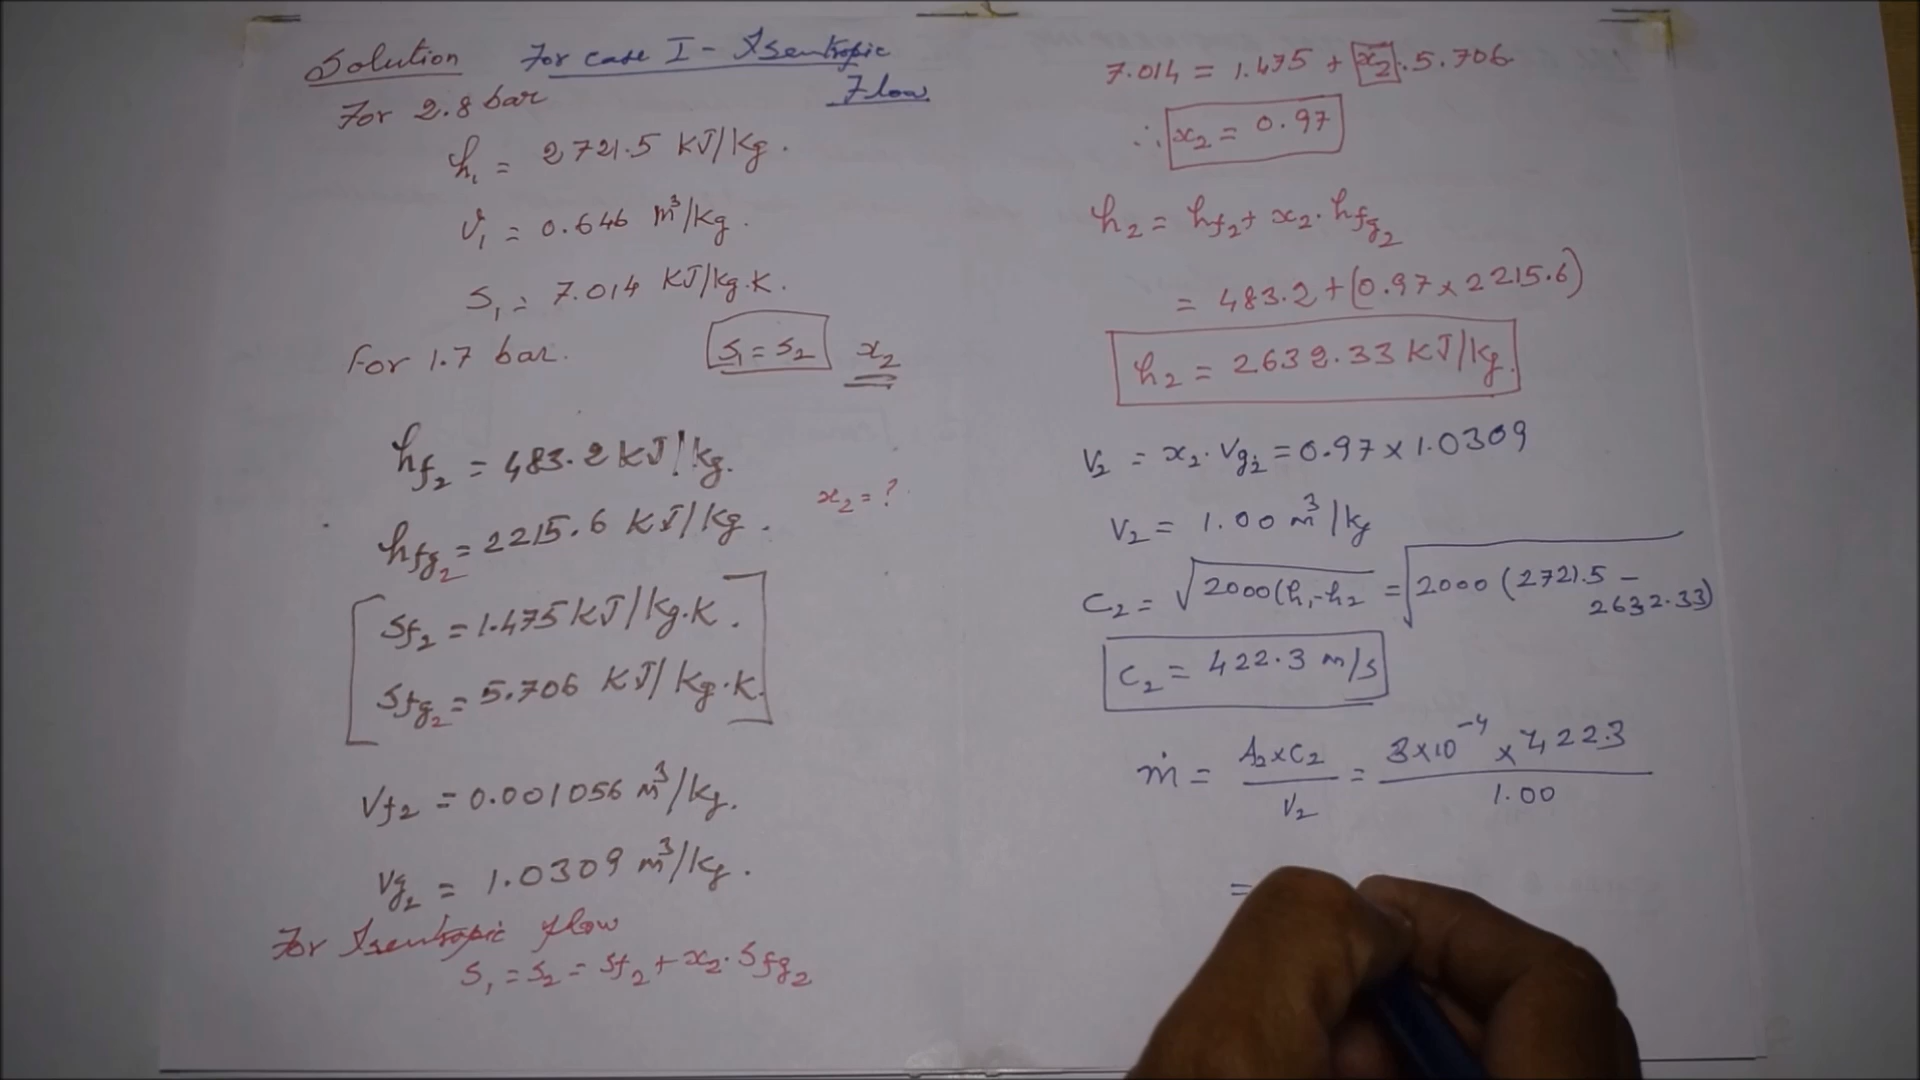 Solution For case I - Isentropic Flow
For 2.8 bar
h₁ = 2721.5 KJ/kg.
v₁ = 0.646 m³/kg.
S₁ = 7.014 KJ/kg.K.
For 1.7 bar. S₁ = S₂ x₂
hf₂ = 483.2 KJ/kg.
x₂ = ?
hfg₂ = 2215.6 KJ/kg.
Sf₂ = 1.475 KJ/kg.K.
Sfg₂ = 5.706 KJ/kg.K.
Vf₂ = 0.001056 m³/kg.
Vg₂ = 1.0309 m³/kg.
For Isentropic flow
S₁ = S₂ = Sf₂ + x₂. Sfg₂
7.014 = 1.475 + x₂ . 5.706
∴ x₂ = 0.97
h₂ = hf₂ + x₂. hfg₂
= 483.2 + (0.97 x 2215.6)
h₂ = 2632.33 KJ/kg.
V₂ = x₂. Vg₂ = 0.97 x 1.0309
V₂ = 1.00 m³/kg
C₂ = √2000(h₁-h₂ = √2000 (2721.5 - 2632.33)
C₂ = 422.3 m/s
ṁ = A₂xC₂/V₂ = 3x10⁻⁴ x 422.3/1.00
=